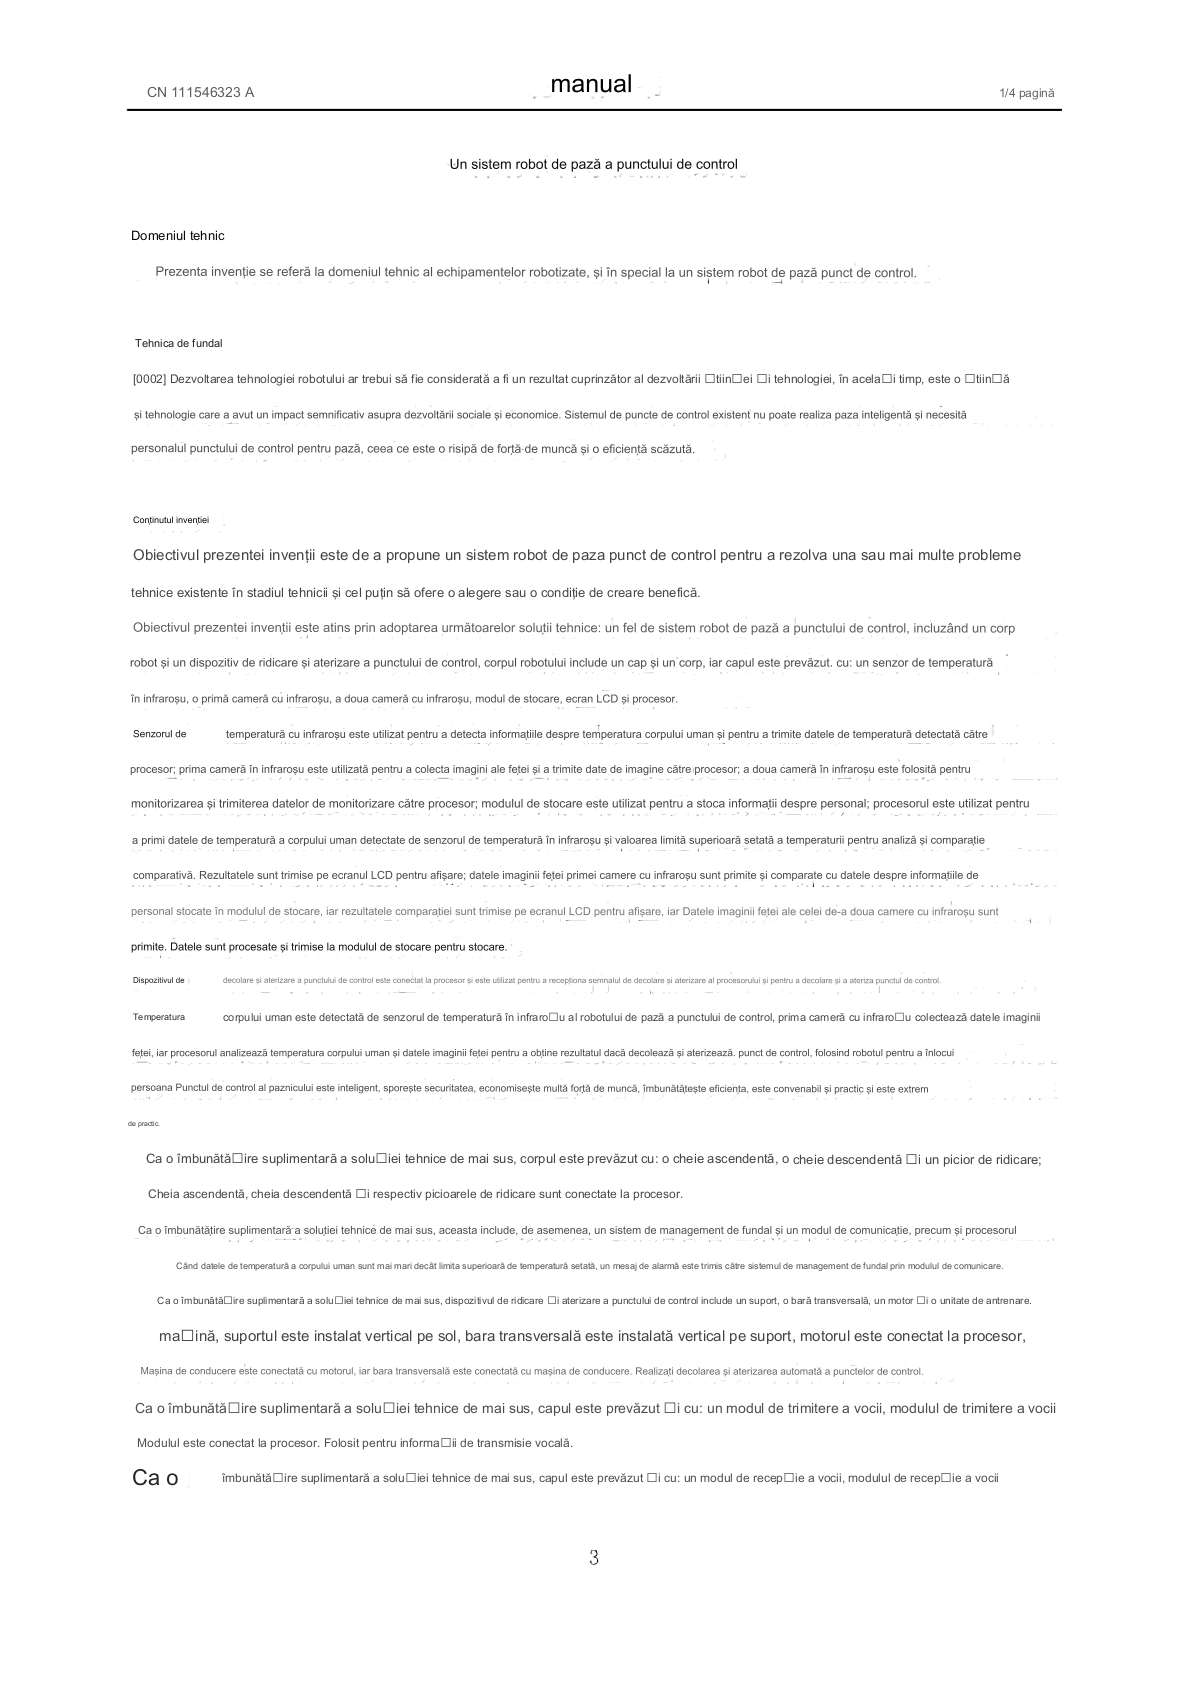 CN 111546323 A
manual
1/4 pagină
Un sistem robot de pază a punctului de control
Domeniul tehnic
Prezenta invenție se referă la domeniul tehnic al echipamentelor robotizate, și în special la un sistem robot de pază punct de control.
Tehnica de fundal
[0002] Dezvoltarea tehnologiei robotului ar trebui să fie considerată a fi un rezultat cuprinzător al dezvoltării □tiin□ei □i tehnologiei, în acela□i timp, este o □tiin□ă
și tehnologie care a avut un impact semnificativ asupra dezvoltării sociale și economice. Sistemul de puncte de control existent nu poate realiza paza inteligentă și necesită
personalul punctului de control pentru pază, ceea ce este o risipă de forță de muncă și o eficiență scăzută.
Conținutul invenției
Obiectivul prezentei invenții este de a propune un sistem robot de paza punct de control pentru a rezolva una sau mai multe probleme
tehnice existente în stadiul tehnicii și cel puțin să ofere o alegere sau o condiție de creare benefică.
Obiectivul prezentei invenții este atins prin adoptarea următoarelor soluții tehnice: un fel de sistem robot de pază a punctului de control, incluzând un corp
robot și un dispozitiv de ridicare și aterizare a punctului de control, corpul robotului include un cap și un corp, iar capul este prevăzut. cu: un senzor de temperatură
în infraroșu, o primă cameră cu infraroșu, a doua cameră cu infraroșu, modul de stocare, ecran LCD și procesor.
Senzorul de temperatură cu infraroșu este utilizat pentru a detecta informațiile despre temperatura corpului uman și pentru a trimite datele de temperatură detectată către
procesor; prima cameră în infraroșu este utilizată pentru a colecta imagini ale feței și a trimite date de imagine către procesor; a doua cameră în infraroșu este folosită pentru
monitorizarea și trimiterea datelor de monitorizare către procesor; modulul de stocare este utilizat pentru a stoca informații despre personal; procesorul este utilizat pentru
a primi datele de temperatură a corpului uman detectate de senzorul de temperatură în infraroșu și valoarea limită superioară setată a temperaturii pentru analiză și comparație
comparativă. Rezultatele sunt trimise pe ecranul LCD pentru afișare; datele imaginii feței primei camere cu infraroșu sunt primite și comparate cu datele despre informațiile de
personal stocate în modulul de stocare, iar rezultatele comparației sunt trimise pe ecranul LCD pentru afișare, iar Datele imaginii feței ale celei de-a doua camere cu infraroșu sunt
primite. Datele sunt procesate și trimise la modulul de stocare pentru stocare.
Dispozitivul de decolare și aterizare a punctului de control este conectat la procesor și este utilizat pentru a recepționa semnalul de decolare și aterizare al procesorului și pentru a decolare și a ateriza punctul de control.
Temperatura corpului uman este detectată de senzorul de temperatură în infraro□u al robotului de pază a punctului de control, prima cameră cu infraro□u colectează datele imaginii
feței, iar procesorul analizează temperatura corpului uman și datele imaginii feței pentru a obține rezultatul dacă decolează și aterizează. punct de control, folosind robotul pentru a înlocui
persoana Punctul de control al paznicului este inteligent, sporește securitatea, economisește multă forță de muncă, îmbunătățește eficiența, este convenabil și practic și este extrem
de practic.
Ca o îmbunătă□ire suplimentară a solu□iei tehnice de mai sus, corpul este prevăzut cu: o cheie ascendentă, o cheie descendentă □i un picior de ridicare;
Cheia ascendentă, cheia descendentă □i respectiv picioarele de ridicare sunt conectate la procesor.
Ca o îmbunătățire suplimentară a soluției tehnice de mai sus, aceasta include, de asemenea, un sistem de management de fundal și un modul de comunicație, precum și procesorul
Când datele de temperatură a corpului uman sunt mai mari decât limita superioară de temperatură setată, un mesaj de alarmă este trimis către sistemul de management de fundal prin modulul de comunicare.
Ca o îmbunătă□ire suplimentară a solu□iei tehnice de mai sus, dispozitivul de ridicare □i aterizare a punctului de control include un suport, o bară transversală, un motor □i o unitate de antrenare.
ma□ină, suportul este instalat vertical pe sol, bara transversală este instalată vertical pe suport, motorul este conectat la procesor,
Mașina de conducere este conectată cu motorul, iar bara transversală este conectată cu mașina de conducere. Realizați decolarea și aterizarea automată a punctelor de control.
Ca o îmbunătă□ire suplimentară a solu□iei tehnice de mai sus, capul este prevăzut □i cu: un modul de trimitere a vocii, modulul de trimitere a vocii
Modulul este conectat la procesor. Folosit pentru informa□ii de transmisie vocală.
Ca o îmbunătă□ire suplimentară a solu□iei tehnice de mai sus, capul este prevăzut □i cu: un modul de recep□ie a vocii, modulul de recep□ie a vocii
3